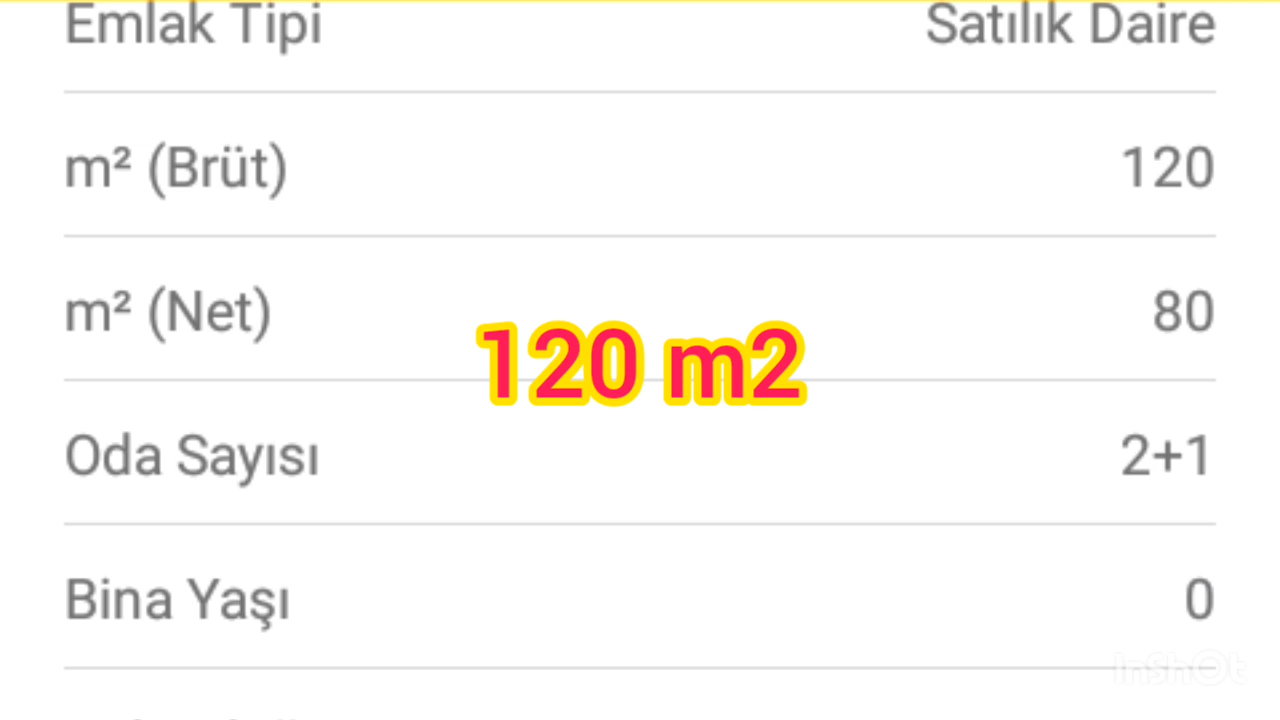 Emlak Tipi Satılık Daire
m² (Brüt) 120
m² (Net) 80
120 m2
Oda Sayısı 2+1
Bina Yaşı 0
InShOt